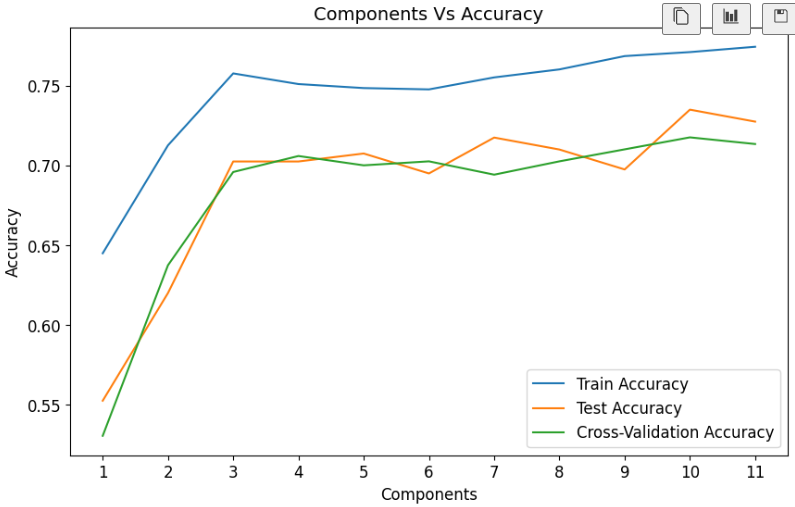 Components Vs Accuracy
Accuracy
0.75
0.70
0.65
0.60
0.55
Train Accuracy
Test Accuracy
Cross-Validation Accuracy
1 2 3 4 5 6 7 8 9 10 11
Components